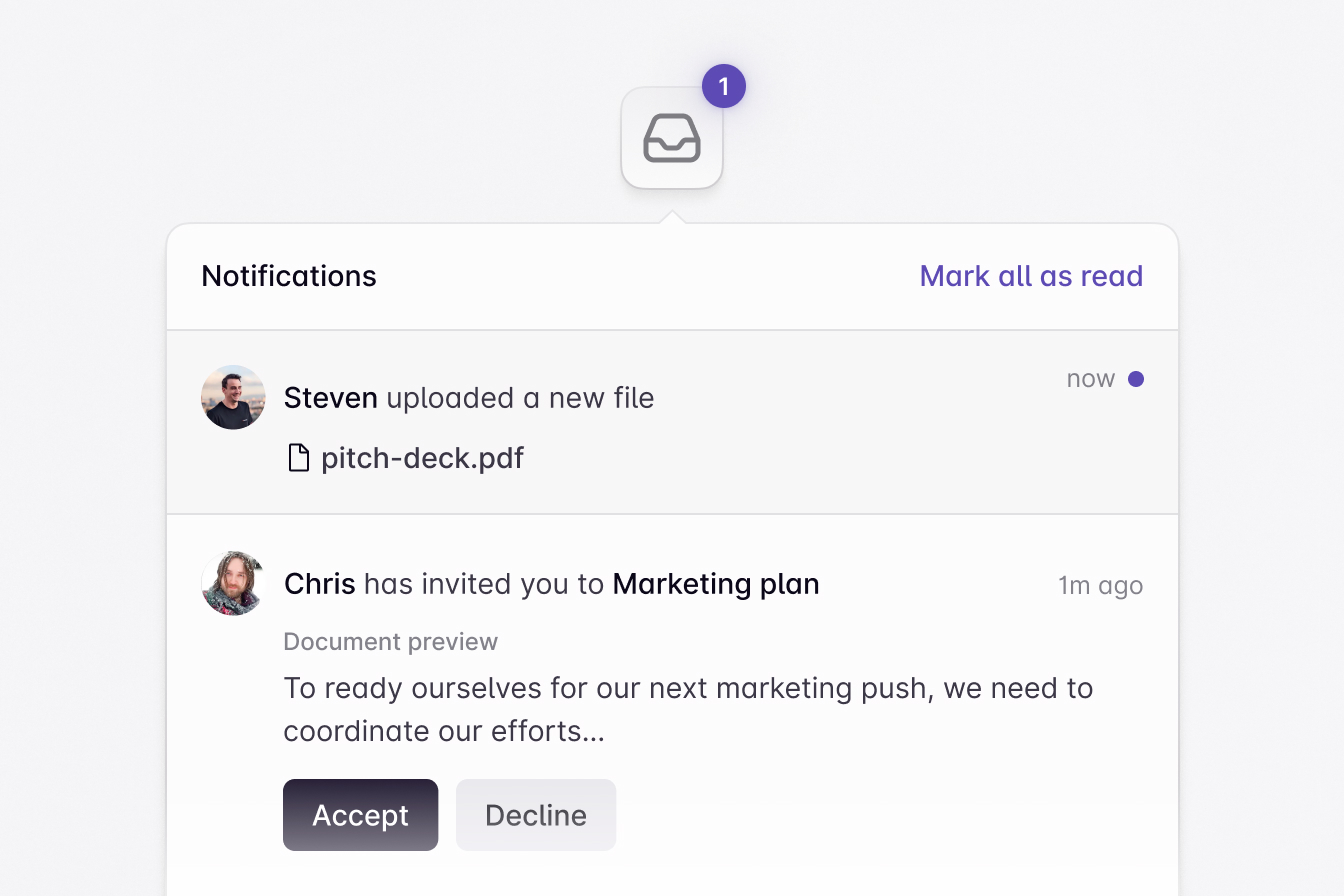 1
Notifications
Mark all as read
Steven uploaded a new file
now
pitch-deck.pdf
Chris has invited you to Marketing plan
1m ago
Document preview
To ready ourselves for our next marketing push, we need to
coordinate our efforts...
Accept
Decline